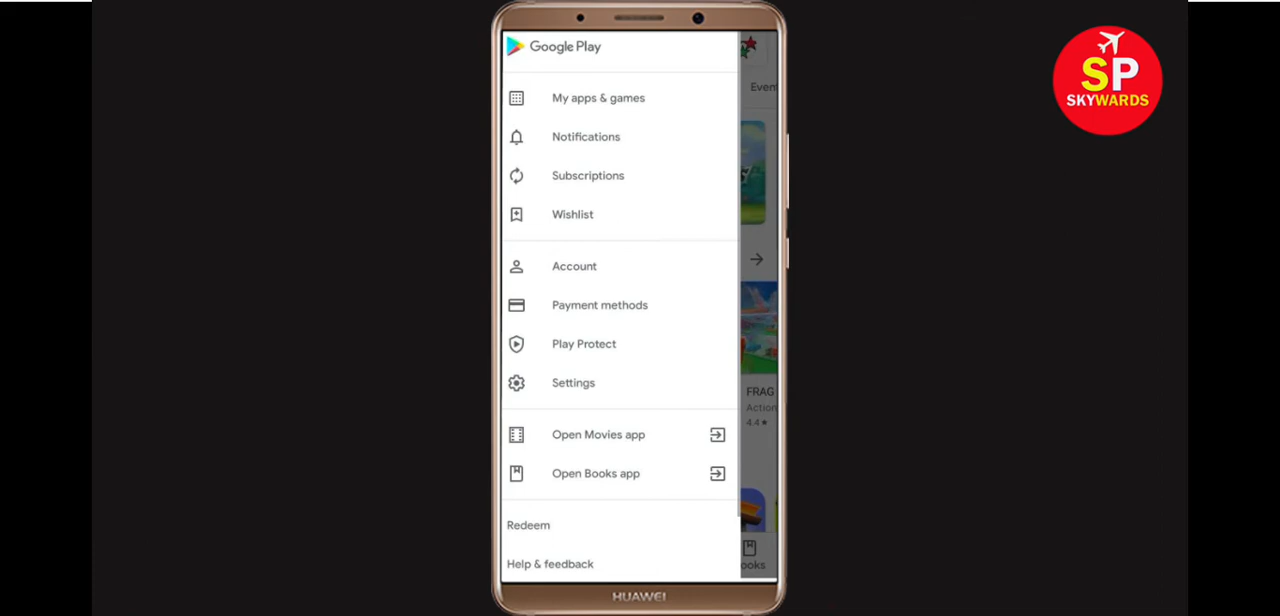 Google Play
My apps & games
Notifications
Subscriptions
Wishlist
Account
Payment methods
Play Protect
Settings
Open Movies app
Open Books app
Redeem
Help & feedback
Even
FRAG
Action
4.4★
ooks
HUAWEI
SP
SKYWARDS